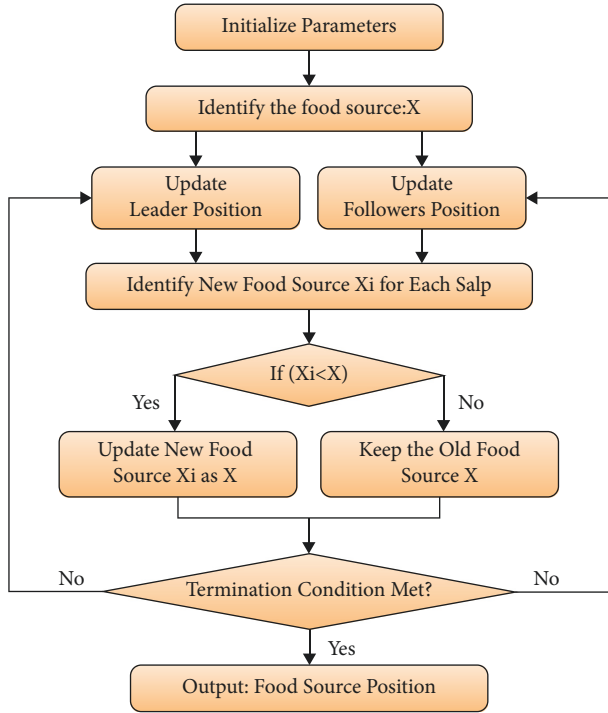 Initialize Parameters
Identify the food source:X
Update
Leader Position
Update
Followers Position
Identify New Food Source Xi for Each Salp
If (Xi<X)
Yes
No
Update New Food
Source Xi as X
Keep the Old Food
Source X
No
Termination Condition Met?
No
Yes
Output: Food Source Position